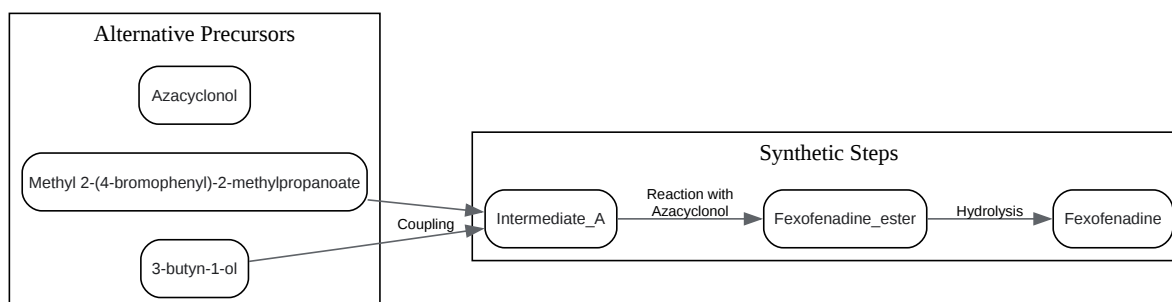 Alternative Precursors
Azacyclonol
Methyl 2-(4-bromophenyl)-2-methylpropanoate
3-butyn-1-ol
Coupling
Synthetic Steps
Intermediate_A
Reaction with
Azacyclonol
Fexofenadine_ester
Hydrolysis
Fexofenadine